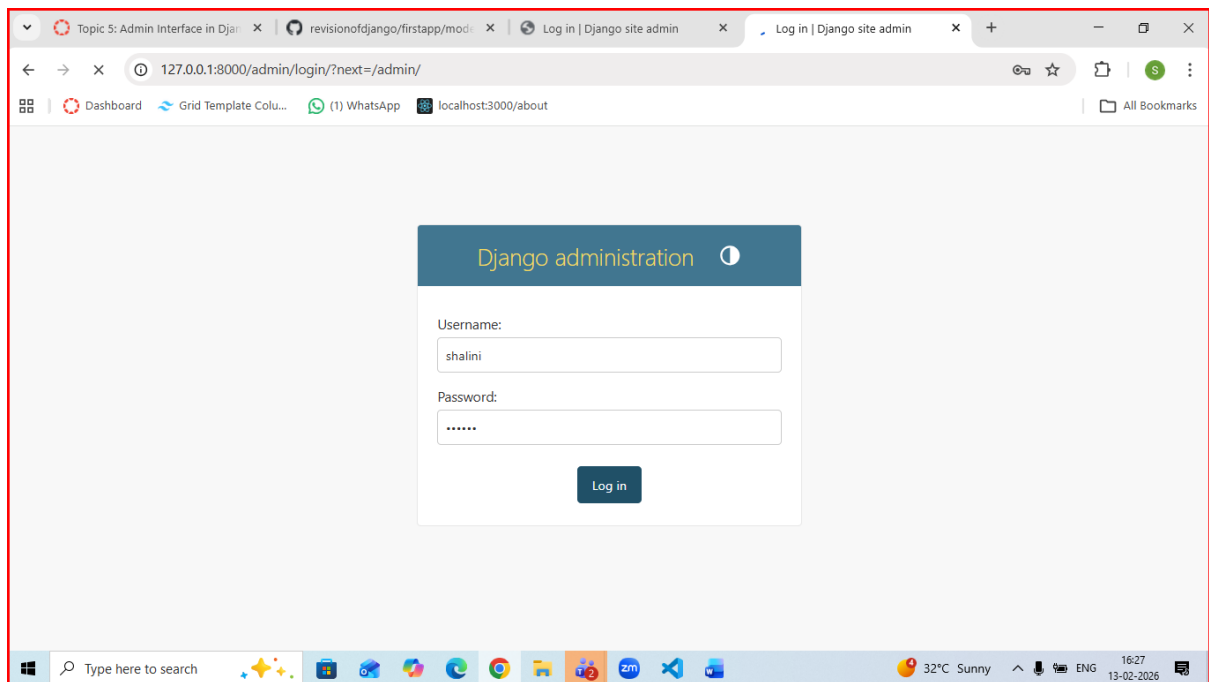 Topic 5: Admin Interface in Djan
revisionofdjango/firstapp/mode
Log in | Django site admin
Log in | Django site admin
127.0.0.1:8000/admin/login/?next=/admin/
S
Dashboard
Grid Template Colu...
(1) WhatsApp
localhost:3000/about
All Bookmarks
Django administration
Username:
shalini
Password:
••••••
Log in
Type here to search
2
zm
4
32°C Sunny
ENG
16:27
13-02-2026